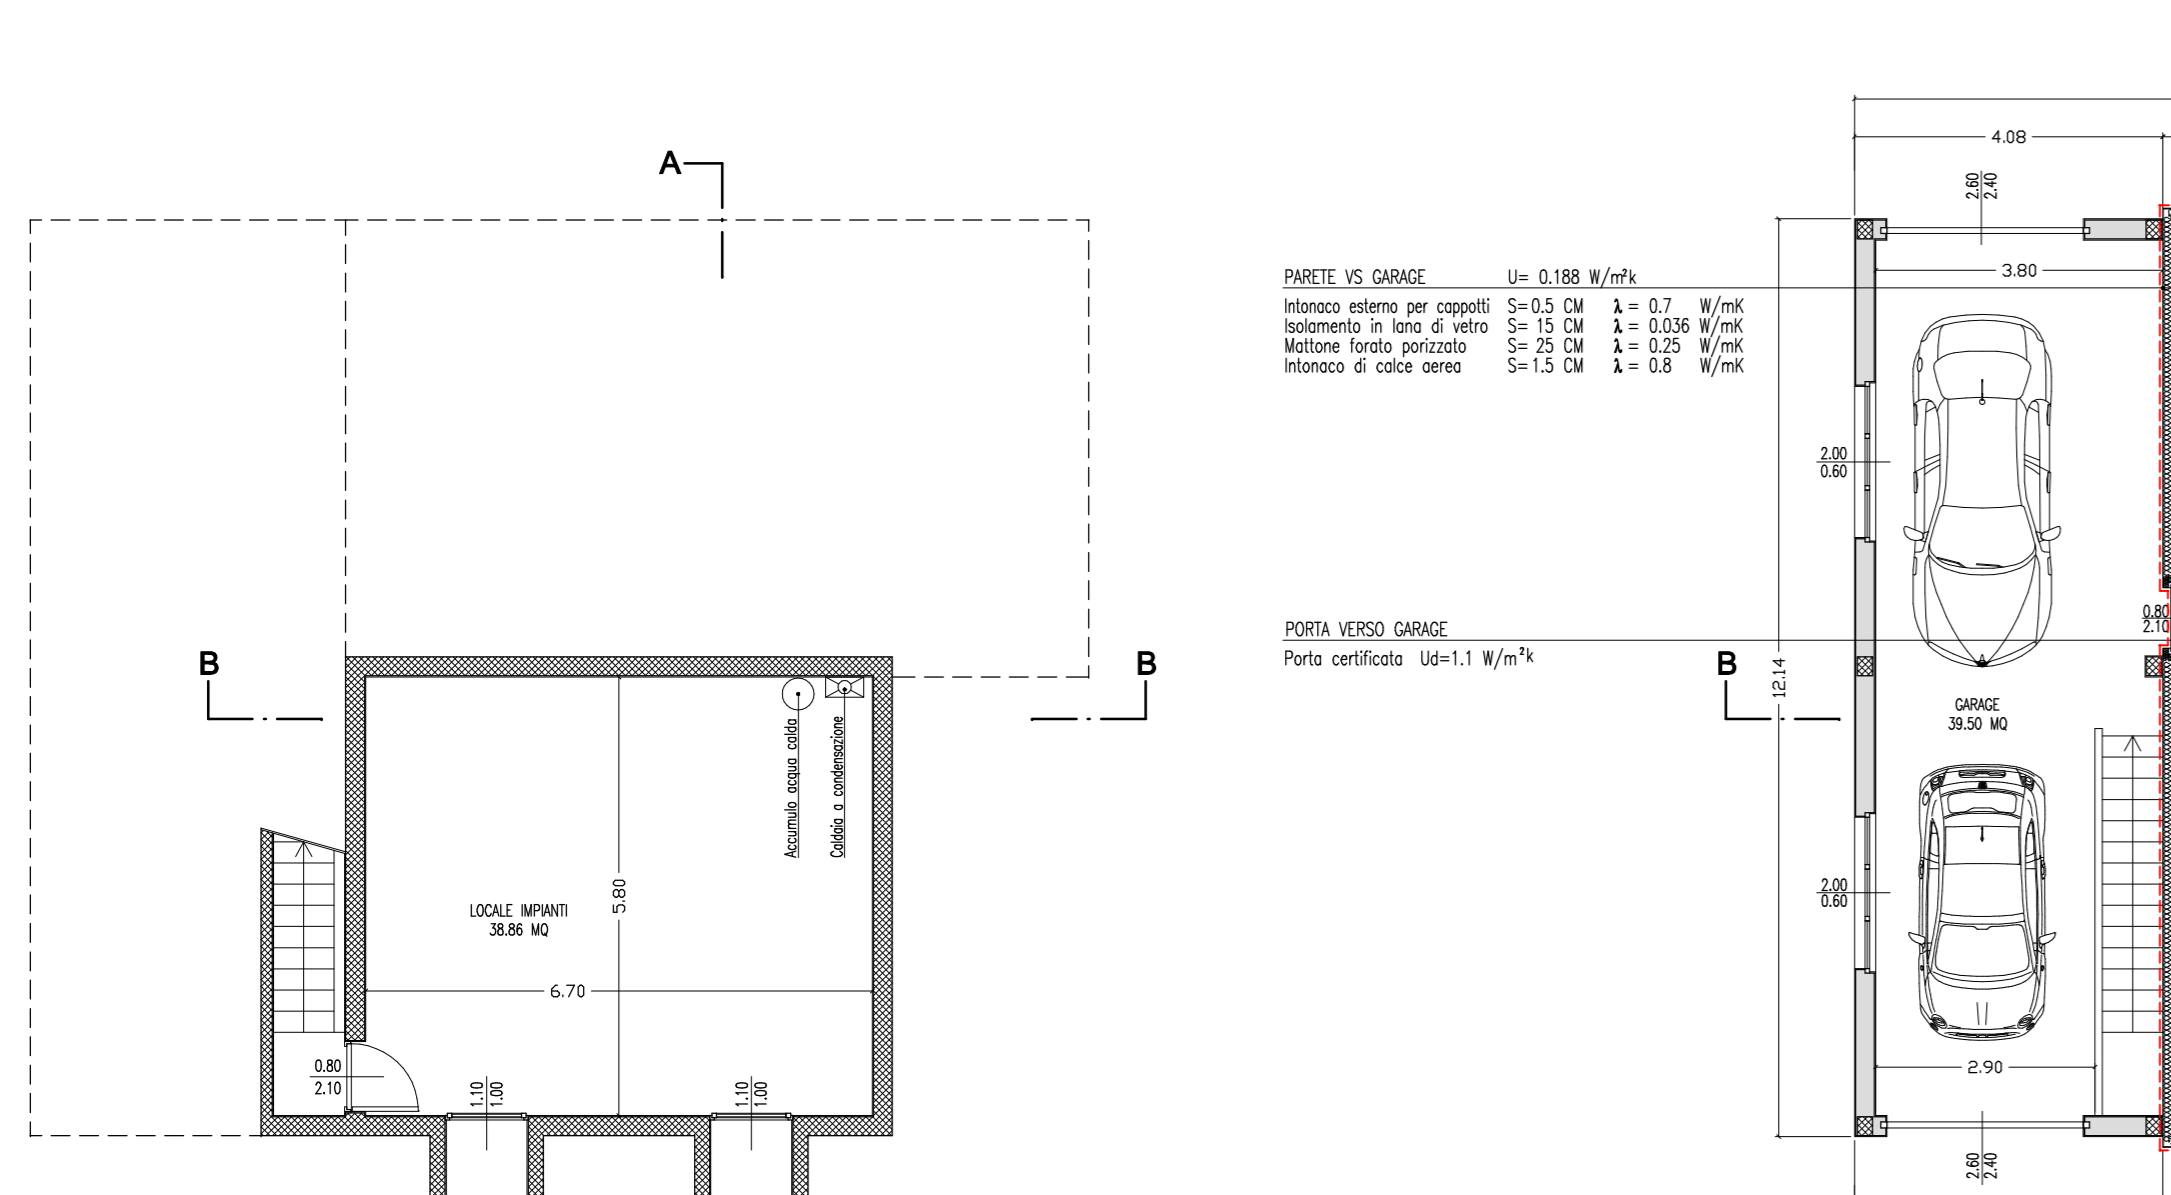 A
B
B
Accumulo acqua calda
Caldaia a condensazione
5.80
LOCALE IMPIANTI
38.86 MQ
6.70
0.80
2.10
1.10
1.00
1.10
1.00
4.08
2.60
2.40
3.80
PARETE VS GARAGE U= 0.188 W/m²k
Intonaco esterno per cappotti S=0.5 CM λ = 0.7 W/mK
Isolamento in lana di vetro S= 15 CM λ = 0.036 W/mK
Mattone forato porizzato S= 25 CM λ = 0.25 W/mK
Intonaco di calce aerea S=1.5 CM λ = 0.8 W/mK
2.00
0.60
0.80
2.10
PORTA VERSO GARAGE
Porta certificata Ud=1.1 W/m²k
B
12.14
GARAGE
39.50 MQ
2.00
0.60
2.90
2.60
2.40